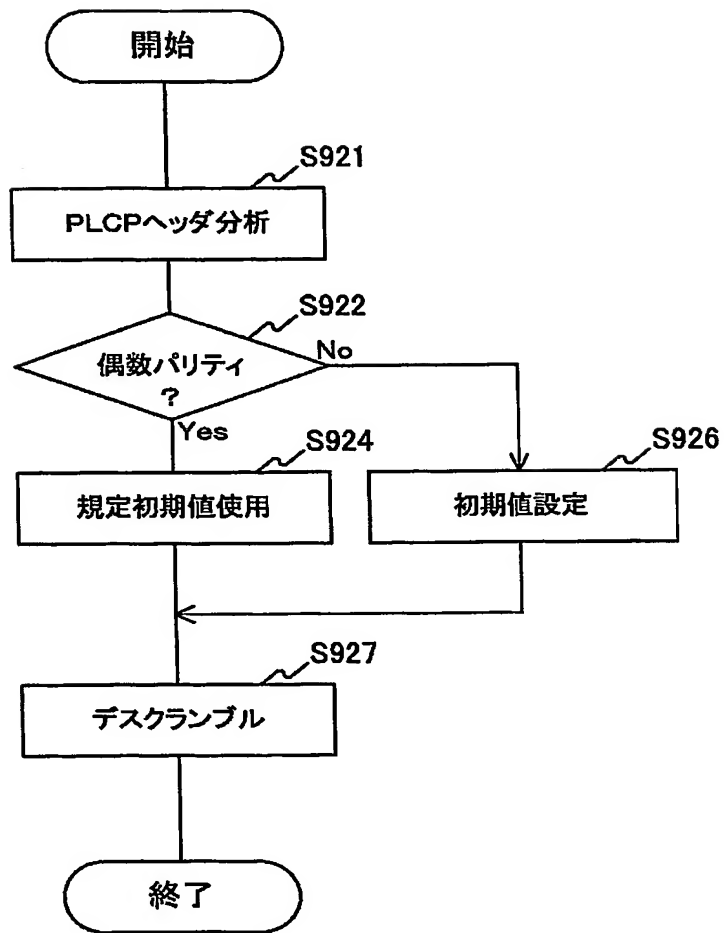 開始
S921
PLCPヘッダ分析
S922
偶数パリティ
?
No
Yes
S924
規定初期値使用
S926
初期値設定
S927
デスクランブル
終了